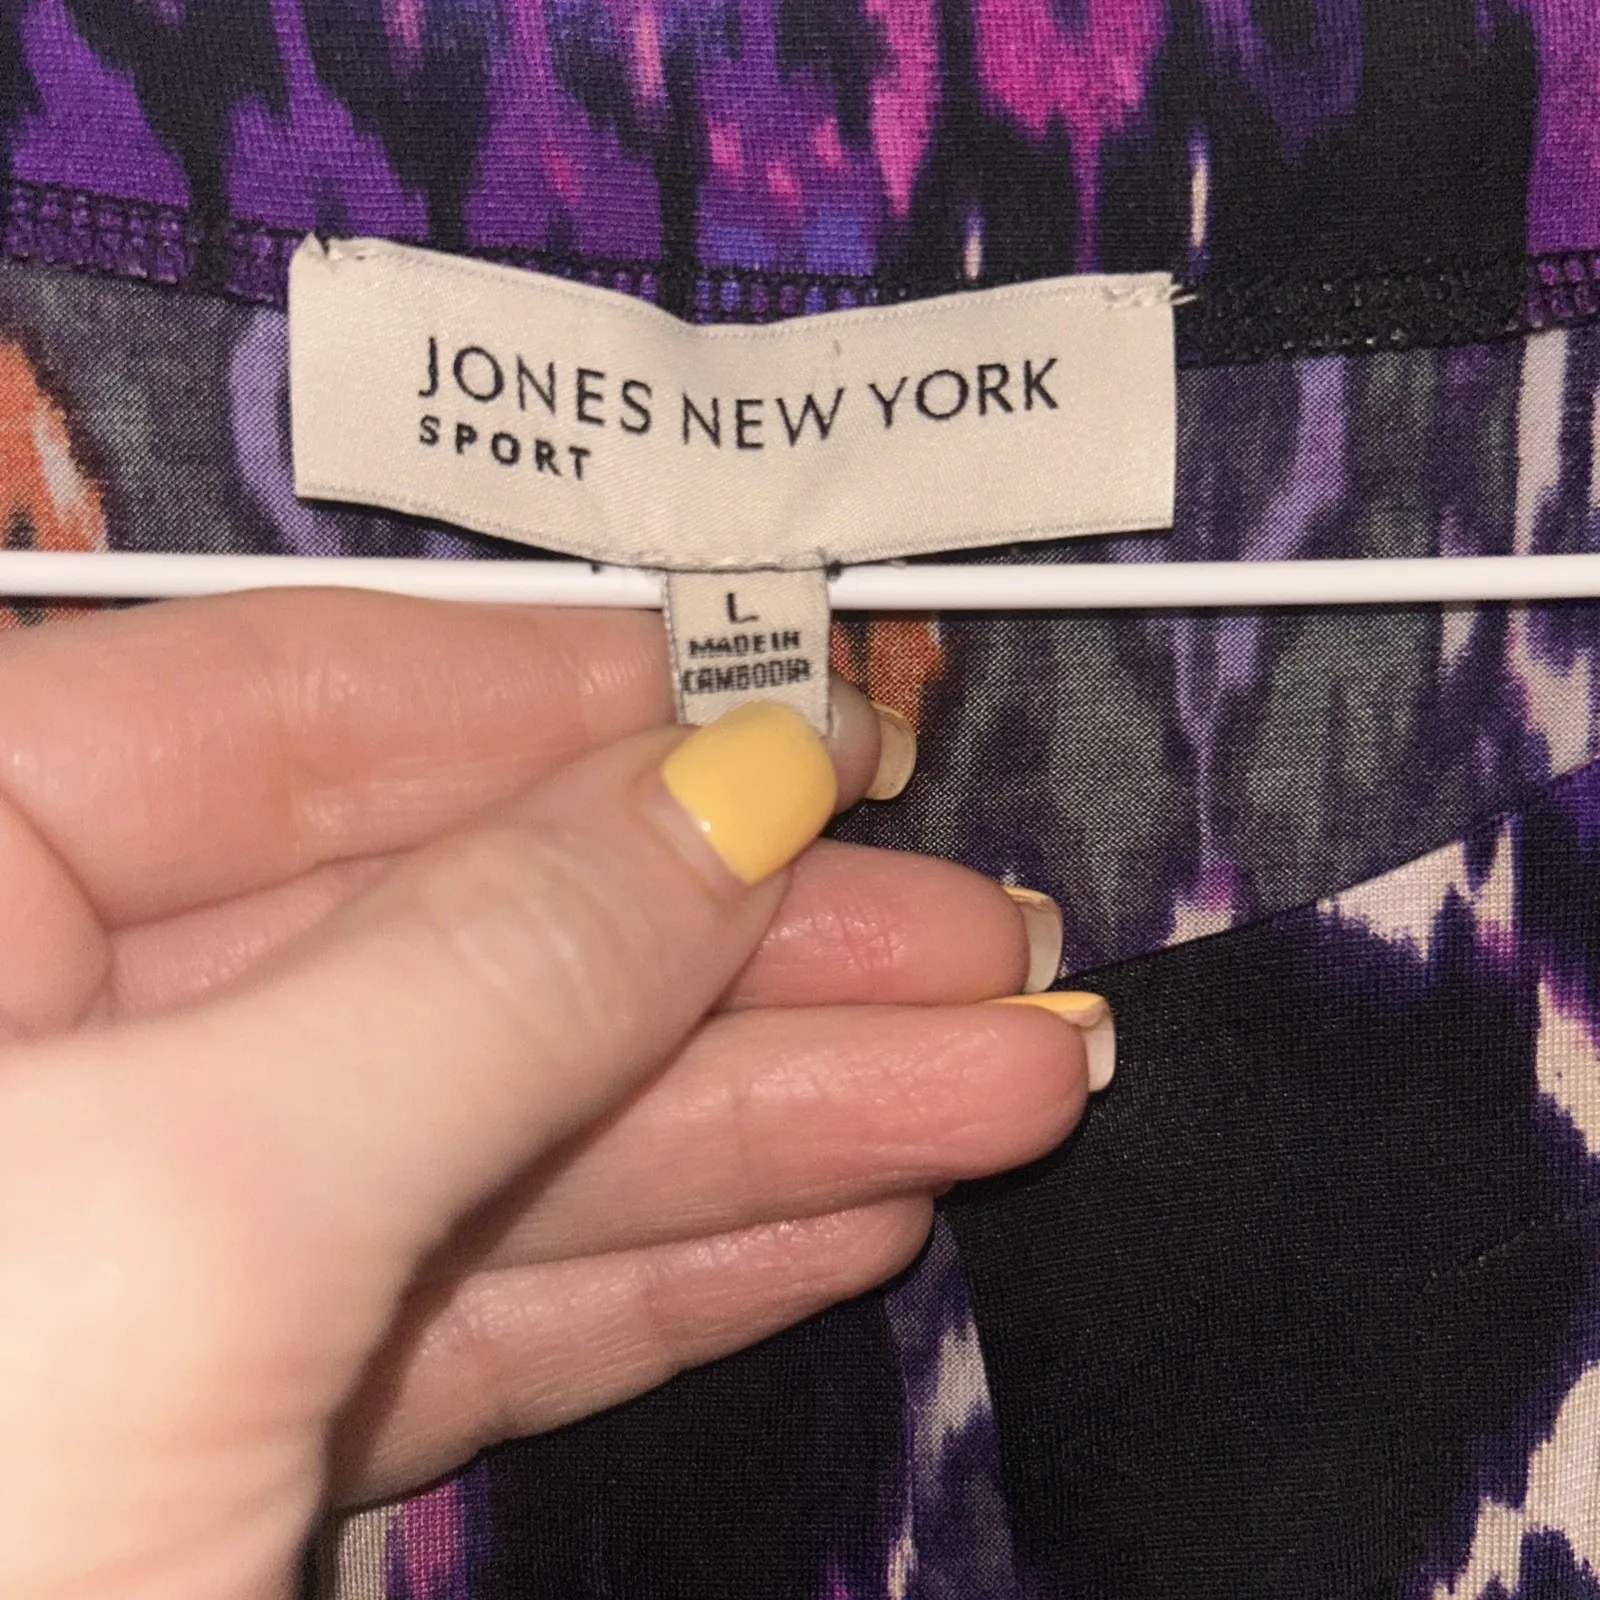 JONES NEW YORK
SPORT
L
MADE IN
CAMBODIA